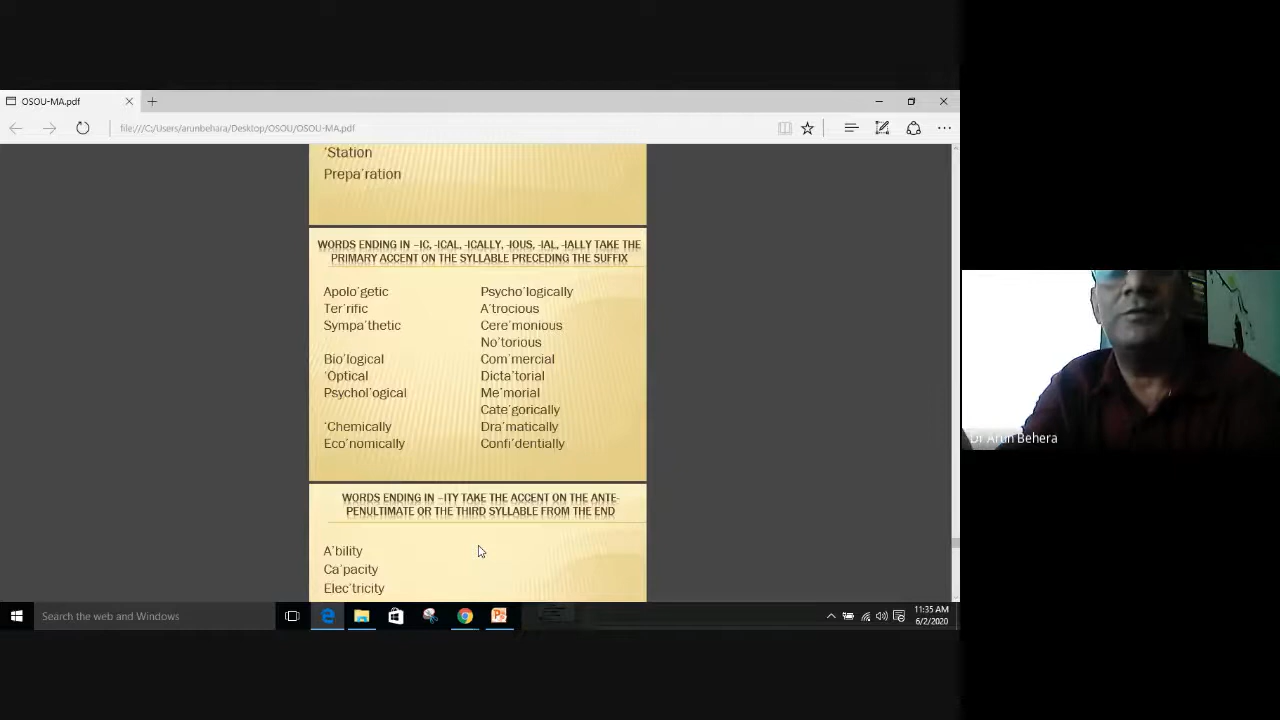 OSOU-MA.pdf
file:///C:/Users/arunbehara/Desktop/OSOU/OSOU-MA.pdf
'Station
Prepa'ration
WORDS ENDING IN –IC, -ICAL, -ICALLY, -IOUS, -IAL, -IALLY TAKE THE
PRIMARY ACCENT ON THE SYLLABLE PRECEDING THE SUFFIX
Apolo'getic
Ter'rific
Sympa'thetic
Bio'logical
'Optical
Psychol'ogical
'Chemically
Eco'nomically
Psycho'logically
A'trocious
Cere'monious
No'torious
Com'mercial
Dicta'torial
Me'morial
Cate'gorically
Dra'matically
Confi'dentially
WORDS ENDING IN –ITY TAKE THE ACCENT ON THE ANTE-
PENULTIMATE OR THE THIRD SYLLABLE FROM THE END
A'bility
Ca'pacity
Elec'tricity
Dr Arun Behera
Search the web and Windows
11:35 AM
6/2/2020